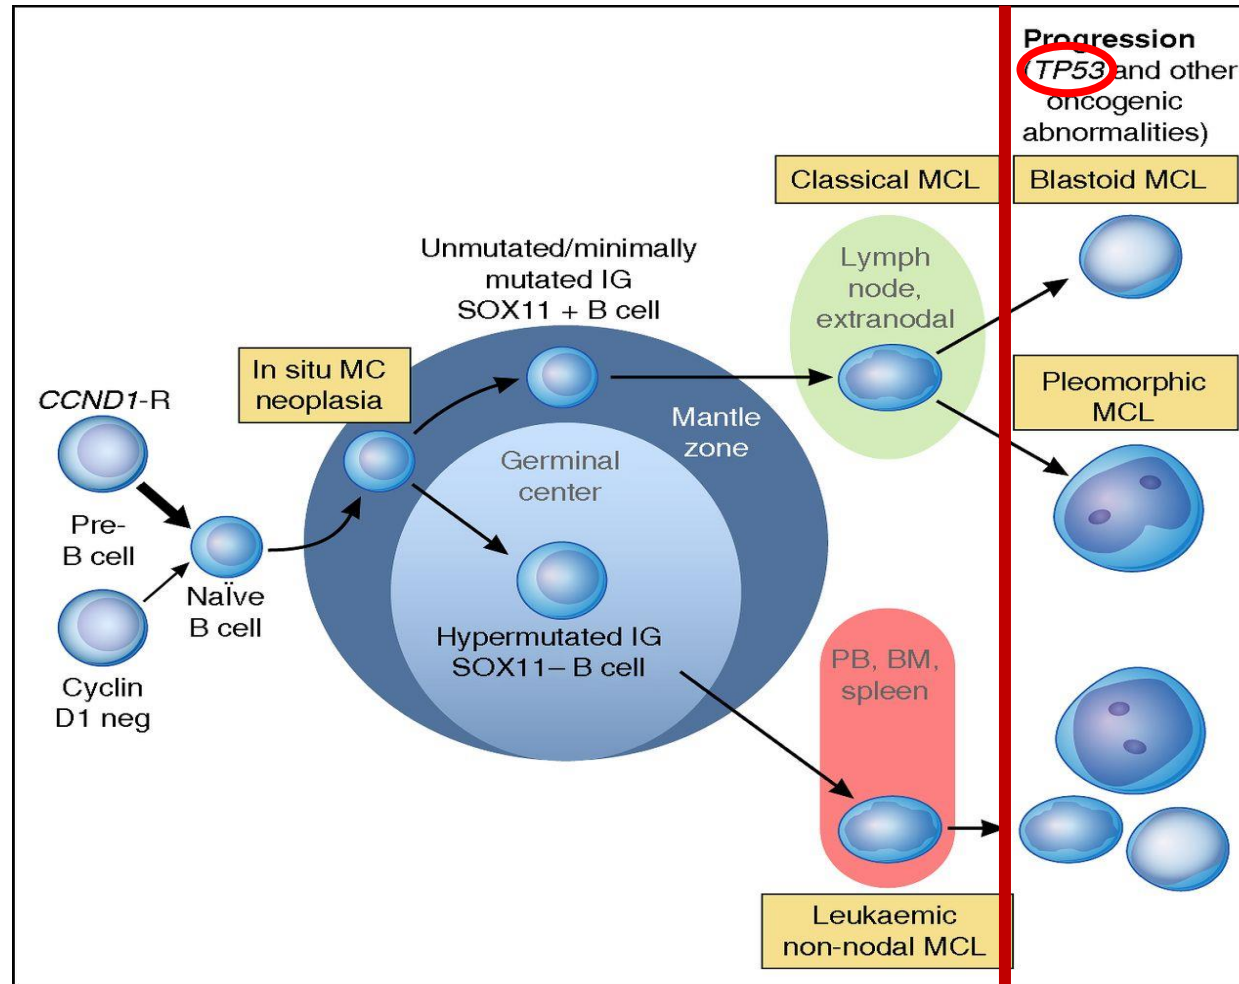 Progression
(TP53 and other
oncogenic
abnormalities)
Classical MCL
Blastoid MCL
Unmutated/minimally
mutated IG
SOX11 + B cell
Lymph
node,
extranodal
In situ MC
neoplasia
CCND1-R
Pleomorphic
MCL
Mantle
zone
Germinal
center
Pre-
B cell
Naïve
B cell
Hypermutated IG
SOX11– B cell
PB, BM,
spleen
Cyclin
D1 neg
Leukaemic
non-nodal MCL